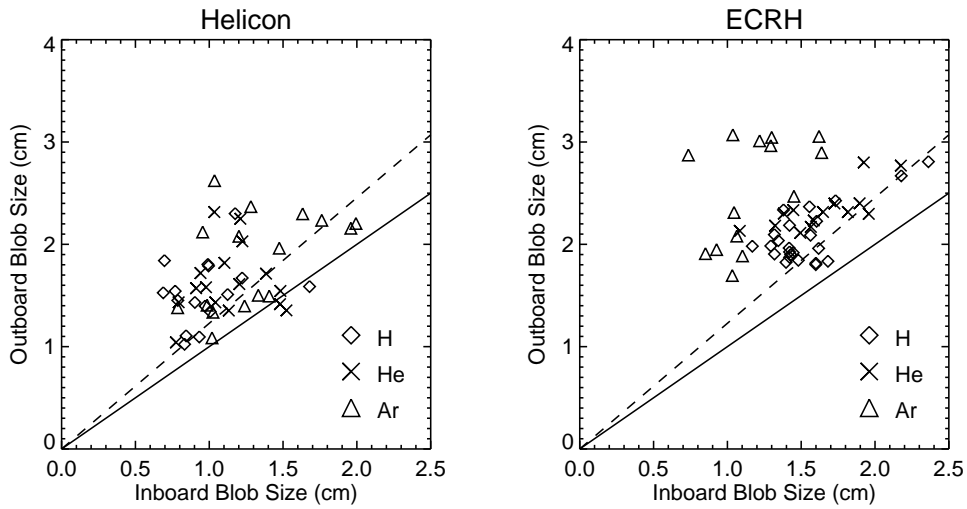 Helicon
4
3
2
1
0
Outboard Blob Size (cm)
H
He
Ar
0.0 0.5 1.0 1.5 2.0 2.5
Inboard Blob Size (cm)
ECRH
4
3
2
1
0
Outboard Blob Size (cm)
H
He
Ar
0.0 0.5 1.0 1.5 2.0 2.5
Inboard Blob Size (cm)